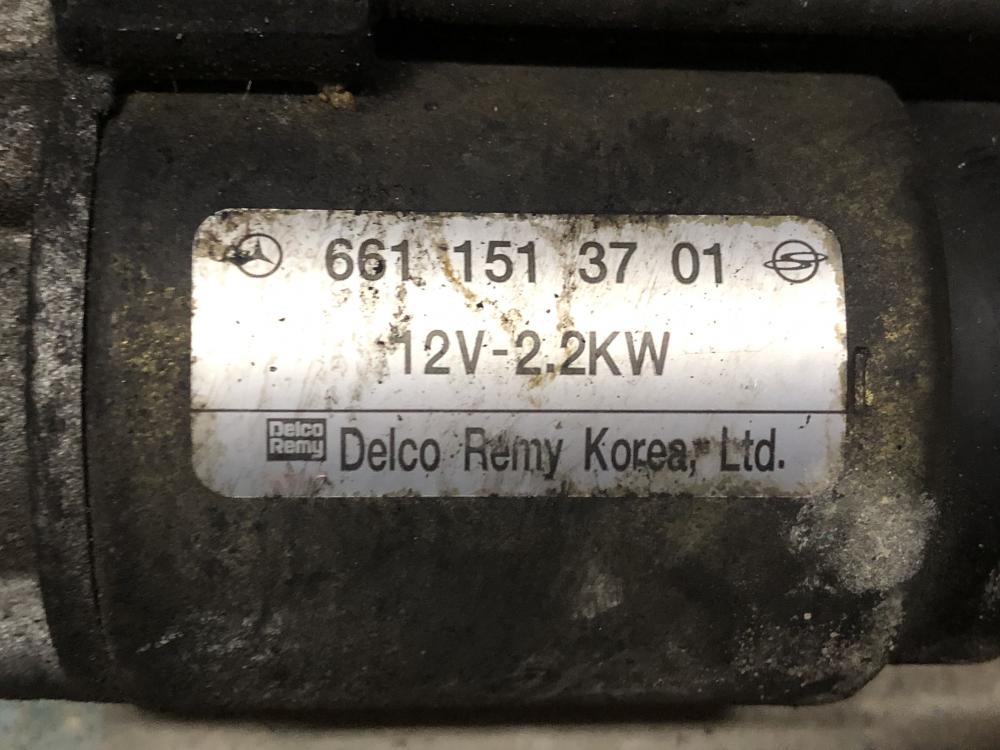 661 151 37 01
12V-2.2KW
Delco
Remy
Delco Remy Korea, Ltd.